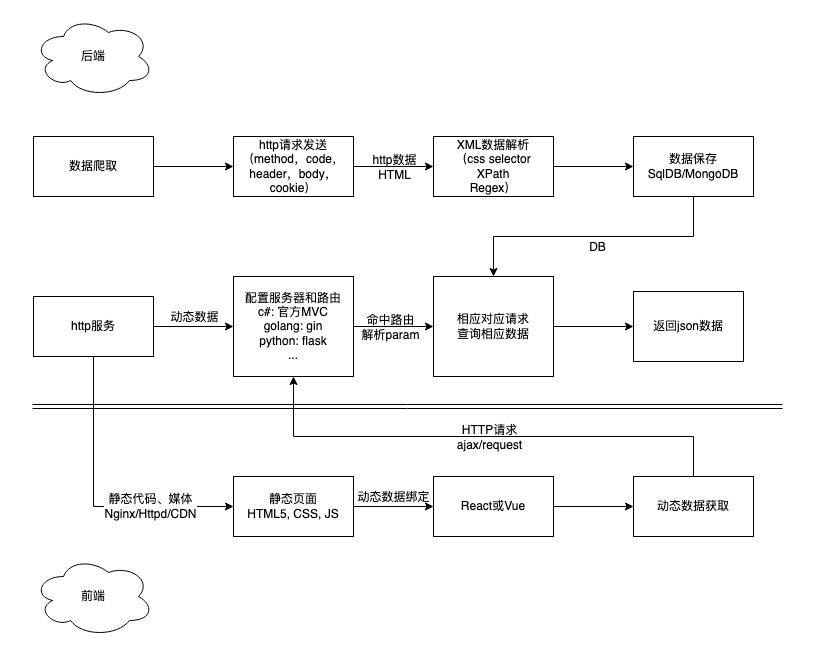 后端
数据爬取
http请求发送
（method，code，
header，body，
cookie）
http数据
HTML
XML数据解析
（css selector
XPath
Regex）
数据保存
SqlDB/MongoDB
DB
http服务
动态数据
配置服务器和路由
c#: 官方MVC
golang: gin
python: flask
...
命中路由
解析param
相应对应请求
查询相应数据
返回json数据
HTTP请求
ajax/request
静态代码、媒体
Nginx/Httpd/CDN
静态页面
HTML5, CSS, JS
动态数据绑定
React或Vue
动态数据获取
前端